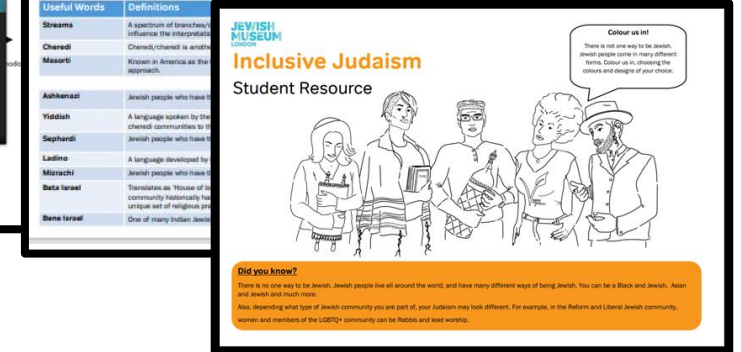 Useful Words Definitions
Streams A spectrum of branches/
influence the interpretatio
Cheredi Cheredi/charedi is anothe
Masorti Known in America as the
approach.
Ashkenazi Jewish people who have th
Yiddish A language spoken by the
cheredi communities to th
Sephardi Jewish people who have th
Ladino A language developed by
Mizrachi Jewish people who have th
Beta Israel Translates as 'House of Is
community historically ha
unique set of religious pra
Bene Israel One of many Indian Jewis
JEWISH
MUSEUM
LONDON
Inclusive Judaism
Student Resource
Colour us in!
There is not one way to be Jewish.
Jewish people come in many different
forms. Colour us in, choosing the
colours and designs of your choice.
Did you know?
There is no one way to be Jewish. Jewish people live all around the world, and have many different ways of being Jewish. You can be a Black and Jewish, Asian
and Jewish and much more.
Also, depending what type of Jewish community you are part of, your Judaism may look different. For example, in the Reform and Liberal Jewish community,
women and members of the LGBTQ+ community can be Rabbis and lead worship.